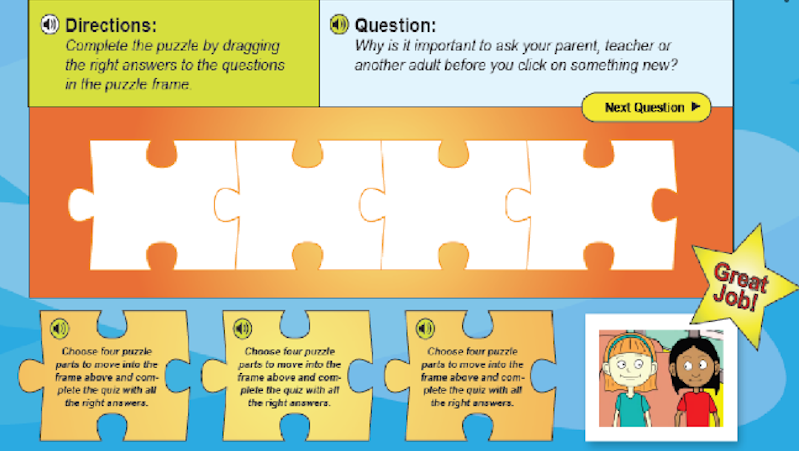 Directions:
Complete the puzzle by dragging
the right answers to the questions
in the puzzle frame.
Question:
Why is it important to ask your parent, teacher or
another adult before you click on something new?
Next Question
Great
Job!
Choose four puzzle
parts to move into the
frame above and com-
plete the quiz with all
the right answers.
Choose four puzzle
parts to move into the
frame above and com-
plete the quiz with all
the right answers.
Choose four puzzle
parts to move into the
frame above and com-
plete the quiz with all
the right answers.